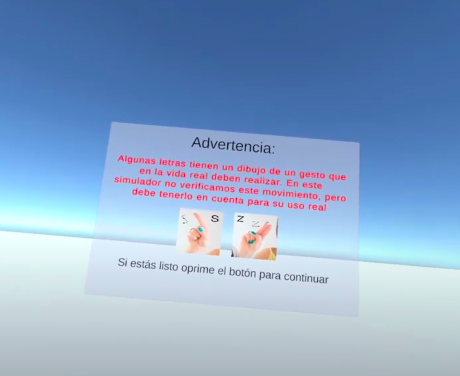 Advertencia:
Algunas letras tienen un dibujo de un gesto que
en la vida real deben realizar. En este
simulador no verificamos este movimiento, pero
debe tenerlo en cuenta para su uso real
S S Z Z
Si estás listo oprime el botón para continuar